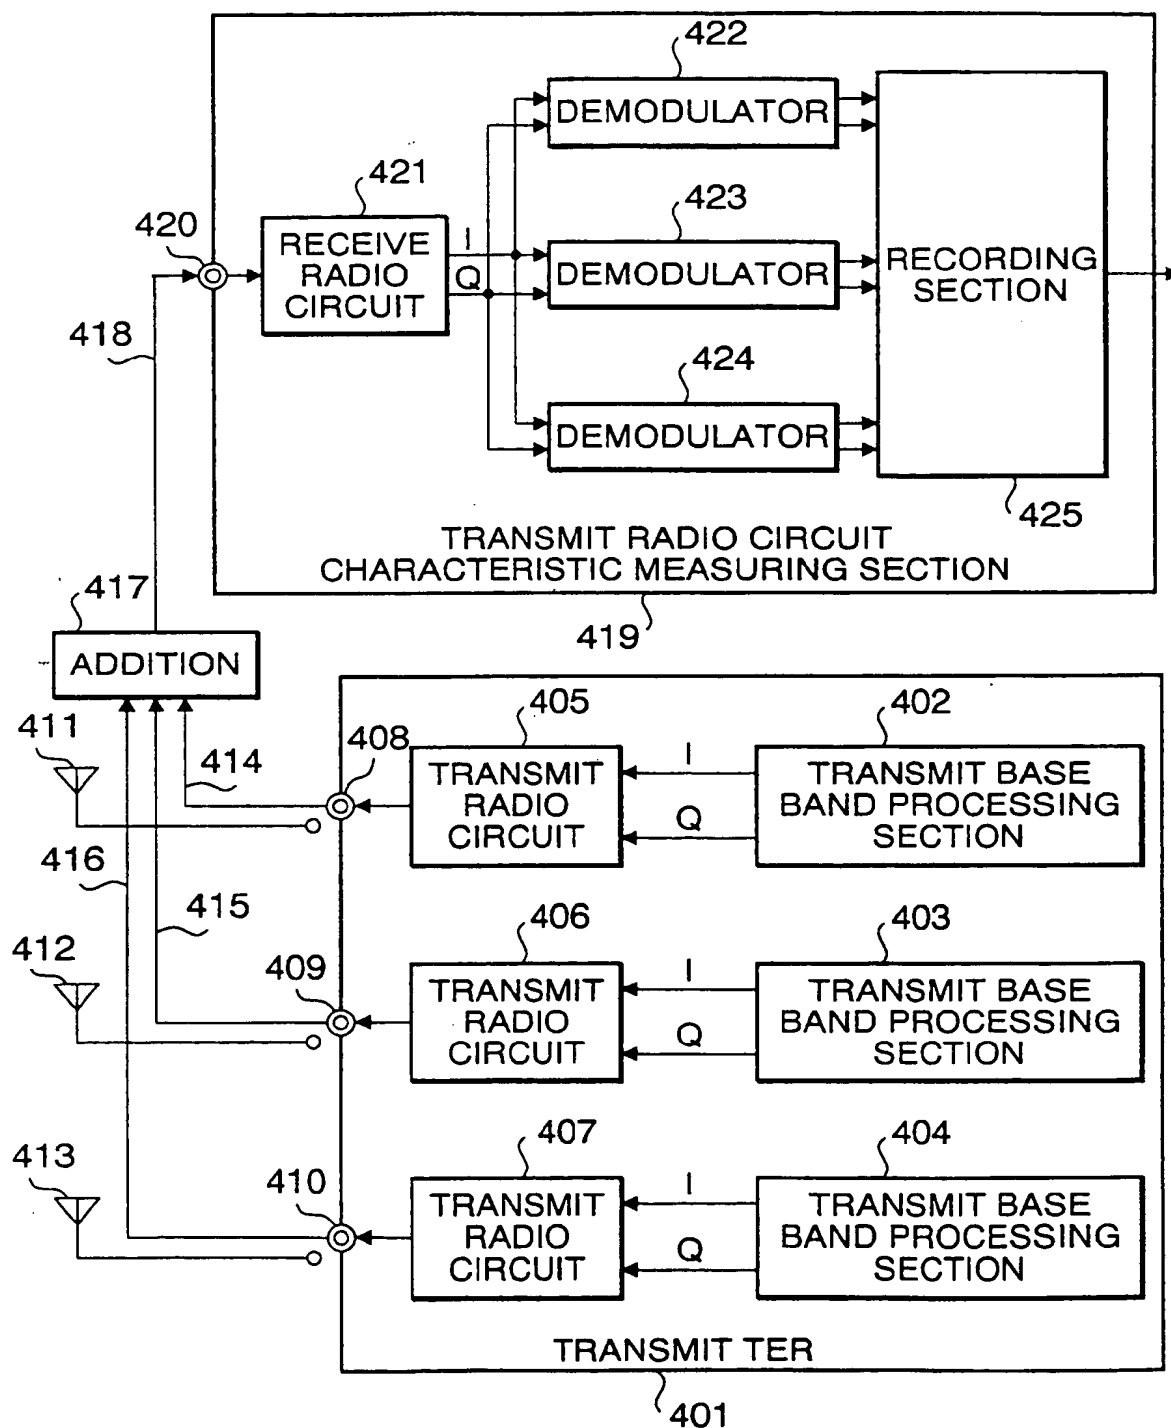 422
DEMODULATOR
421
420
RECEIVE
RADIO
CIRCUIT
I
Q
423
DEMODULATOR
RECORDING
SECTION
418
424
DEMODULATOR
425
TRANSMIT RADIO CIRCUIT
CHARACTERISTIC MEASURING SECTION
419
417
ADDITION
411
414
408
405
402
TRANSMIT
RADIO
CIRCUIT
I
Q
TRANSMIT BASE
BAND PROCESSING
SECTION
416
415
412
409
406
403
TRANSMIT
RADIO
CIRCUIT
I
Q
TRANSMIT BASE
BAND PROCESSING
SECTION
413
410
407
404
TRANSMIT
RADIO
CIRCUIT
I
Q
TRANSMIT BASE
BAND PROCESSING
SECTION
TRANSMIT TER
401